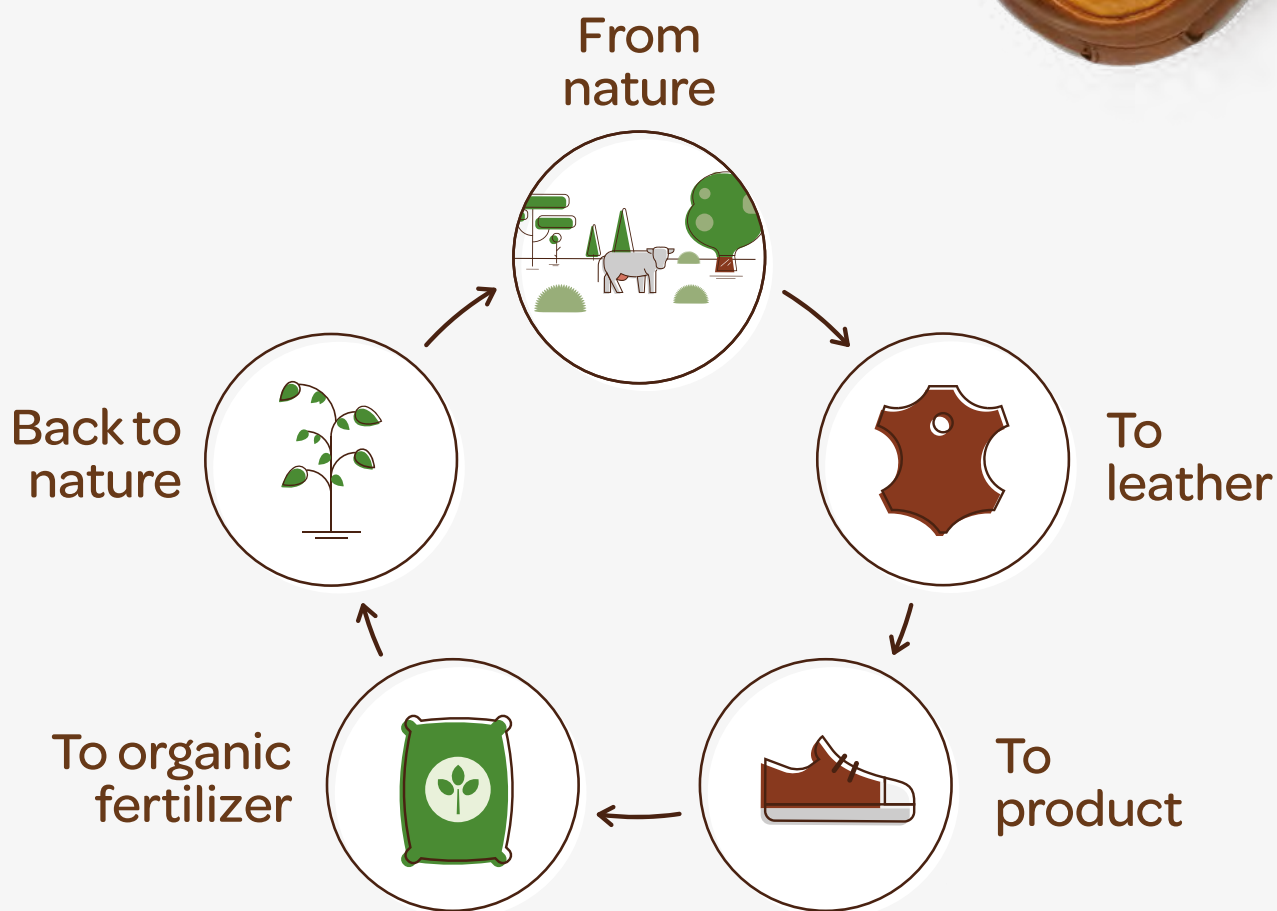 From
nature
To
leather
To
product
To organic
fertilizer
Back to
nature